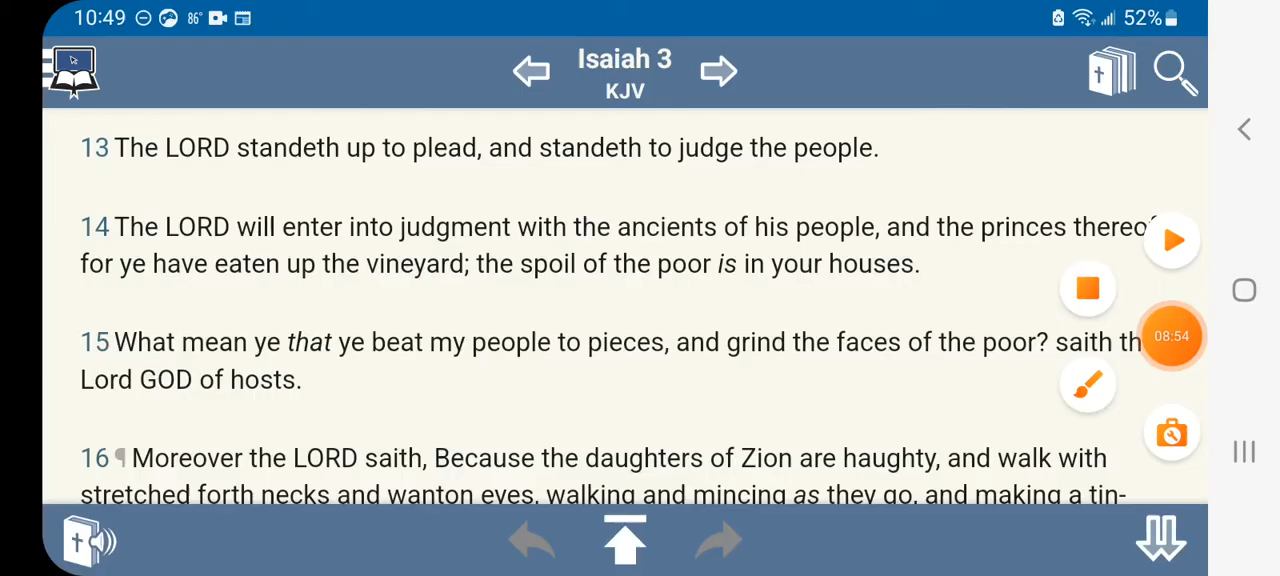 10:49 86° 52%
Isaiah 3
KJV
13 The LORD standeth up to plead, and standeth to judge the people.
14 The LORD will enter into judgment with the ancients of his people, and the princes thereof
for ye have eaten up the vineyard; the spoil of the poor is in your houses.
15 What mean ye that ye beat my people to pieces, and grind the faces of the poor? saith th
08:54
Lord GOD of hosts.
16 ¶ Moreover the LORD saith, Because the daughters of Zion are haughty, and walk with
stretched forth necks and wanton eyes, walking and mincing as they go, and making a tin-